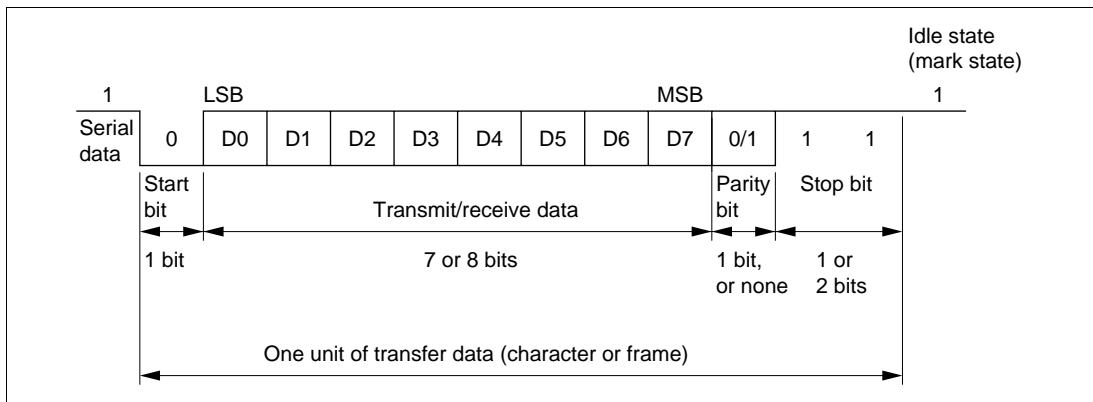 Idle state
(mark state)
1 LSB MSB 1
Serial
data
0 D0 D1 D2 D3 D4 D5 D6 D7 0/1 1 1
Start
bit
Transmit/receive data
Parity
bit
Stop bit
1 bit
7 or 8 bits
1 bit,
or none
1 or
2 bits
One unit of transfer data (character or frame)